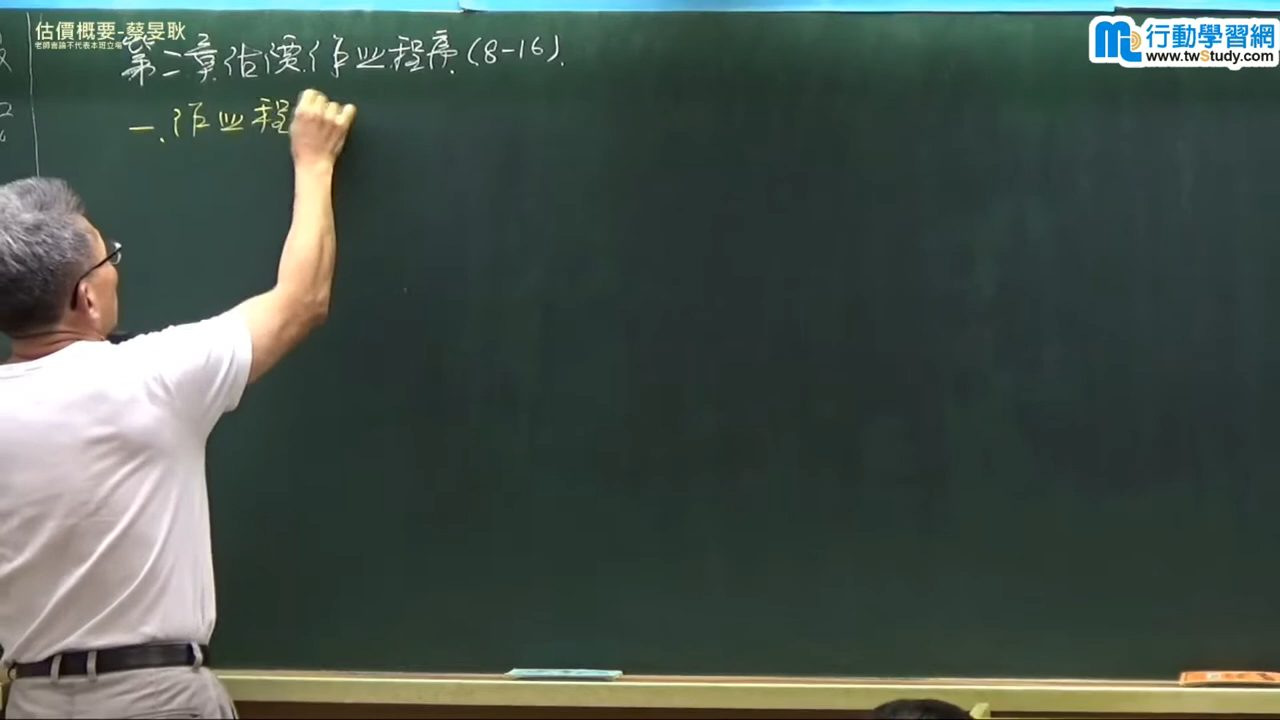 估價概要-蔡旻耿
老師言論不代表本班立場
行動學習網
www.twStudy.com
第二章估價作业程序(8-16).
一.作业程